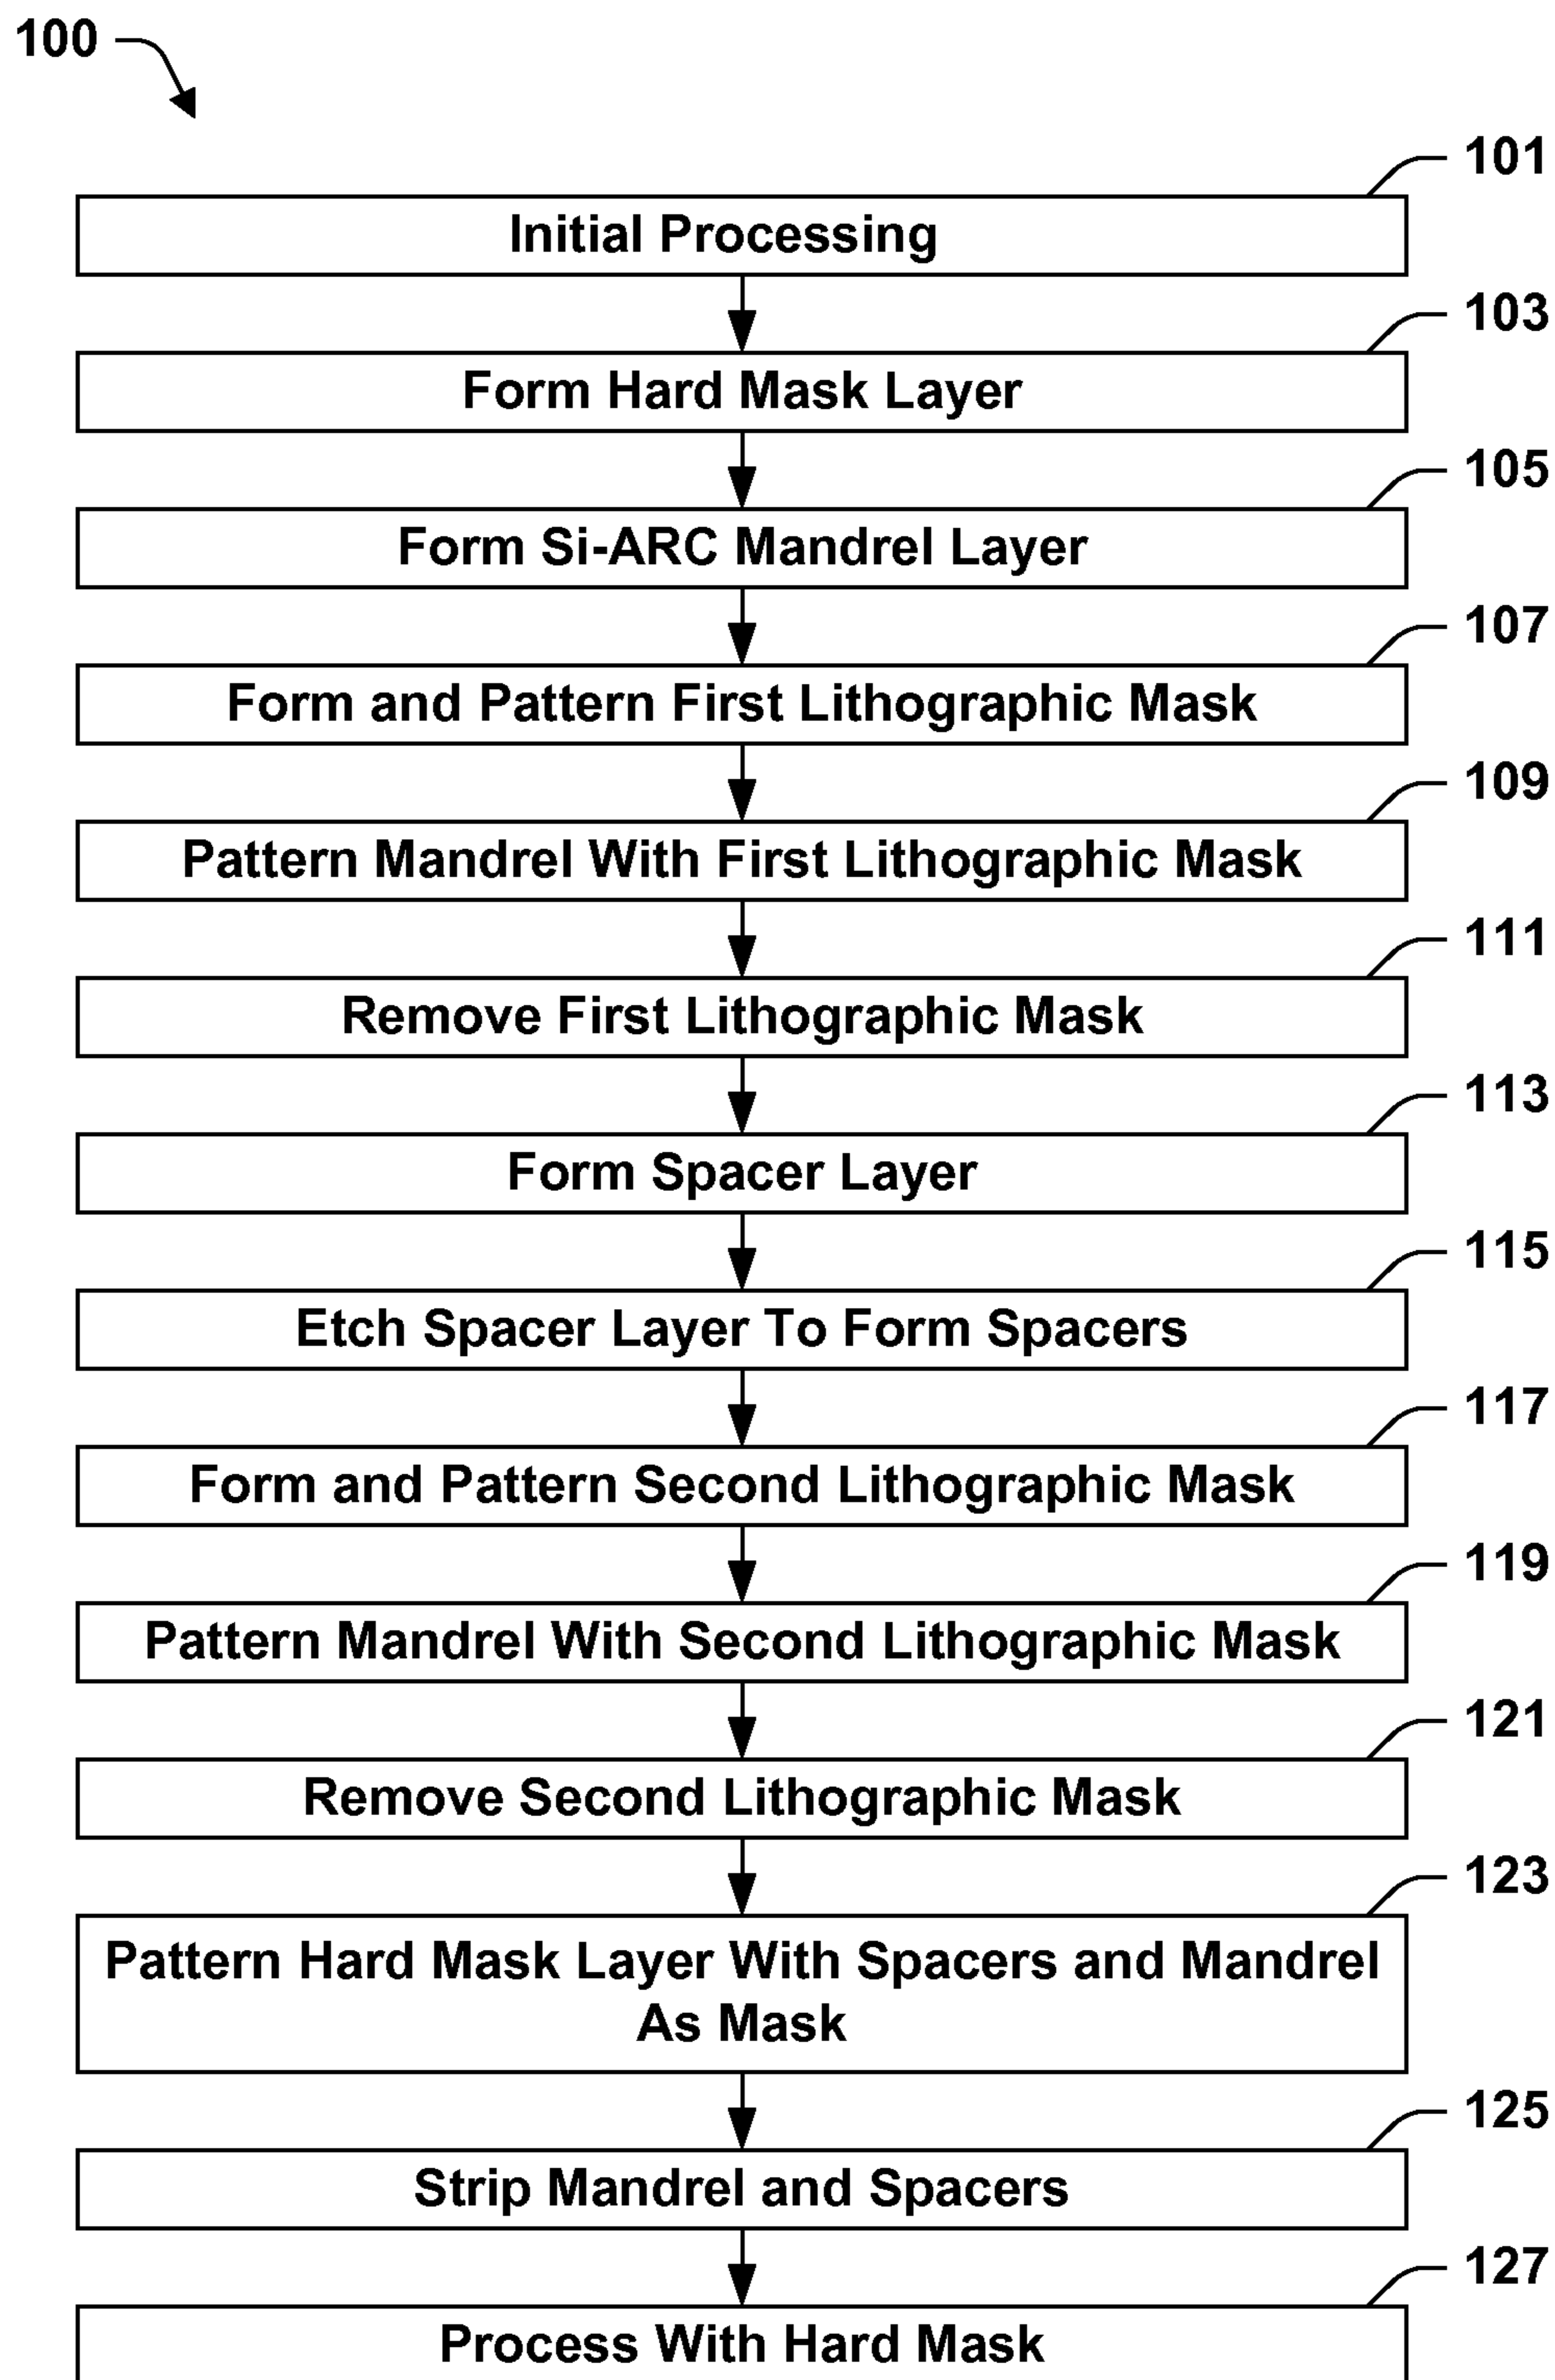 100
101
Initial Processing
103
Form Hard Mask Layer
105
Form Si-ARC Mandrel Layer
107
Form and Pattern First Lithographic Mask
109
Pattern Mandrel With First Lithographic Mask
111
Remove First Lithographic Mask
113
Form Spacer Layer
115
Etch Spacer Layer To Form Spacers
117
Form and Pattern Second Lithographic Mask
119
Pattern Mandrel With Second Lithographic Mask
121
Remove Second Lithographic Mask
123
Pattern Hard Mask Layer With Spacers and Mandrel
As Mask
125
Strip Mandrel and Spacers
127
Process With Hard Mask